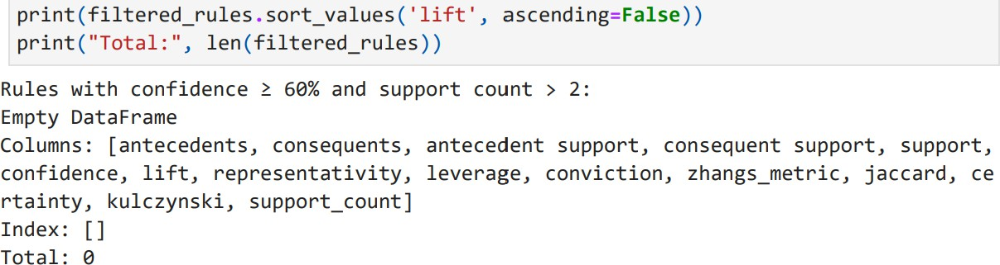 print(filtered_rules.sort_values('lift', ascending=False))
print("Total:", len(filtered_rules))
Rules with confidence ≥ 60% and support count > 2:
Empty DataFrame
Columns: [antecedents, consequents, antecedent support, consequent support, support,
confidence, lift, representativity, leverage, conviction, zhangs_metric, jaccard, ce
rtainty, kulczynski, support_count]
Index: []
Total: 0